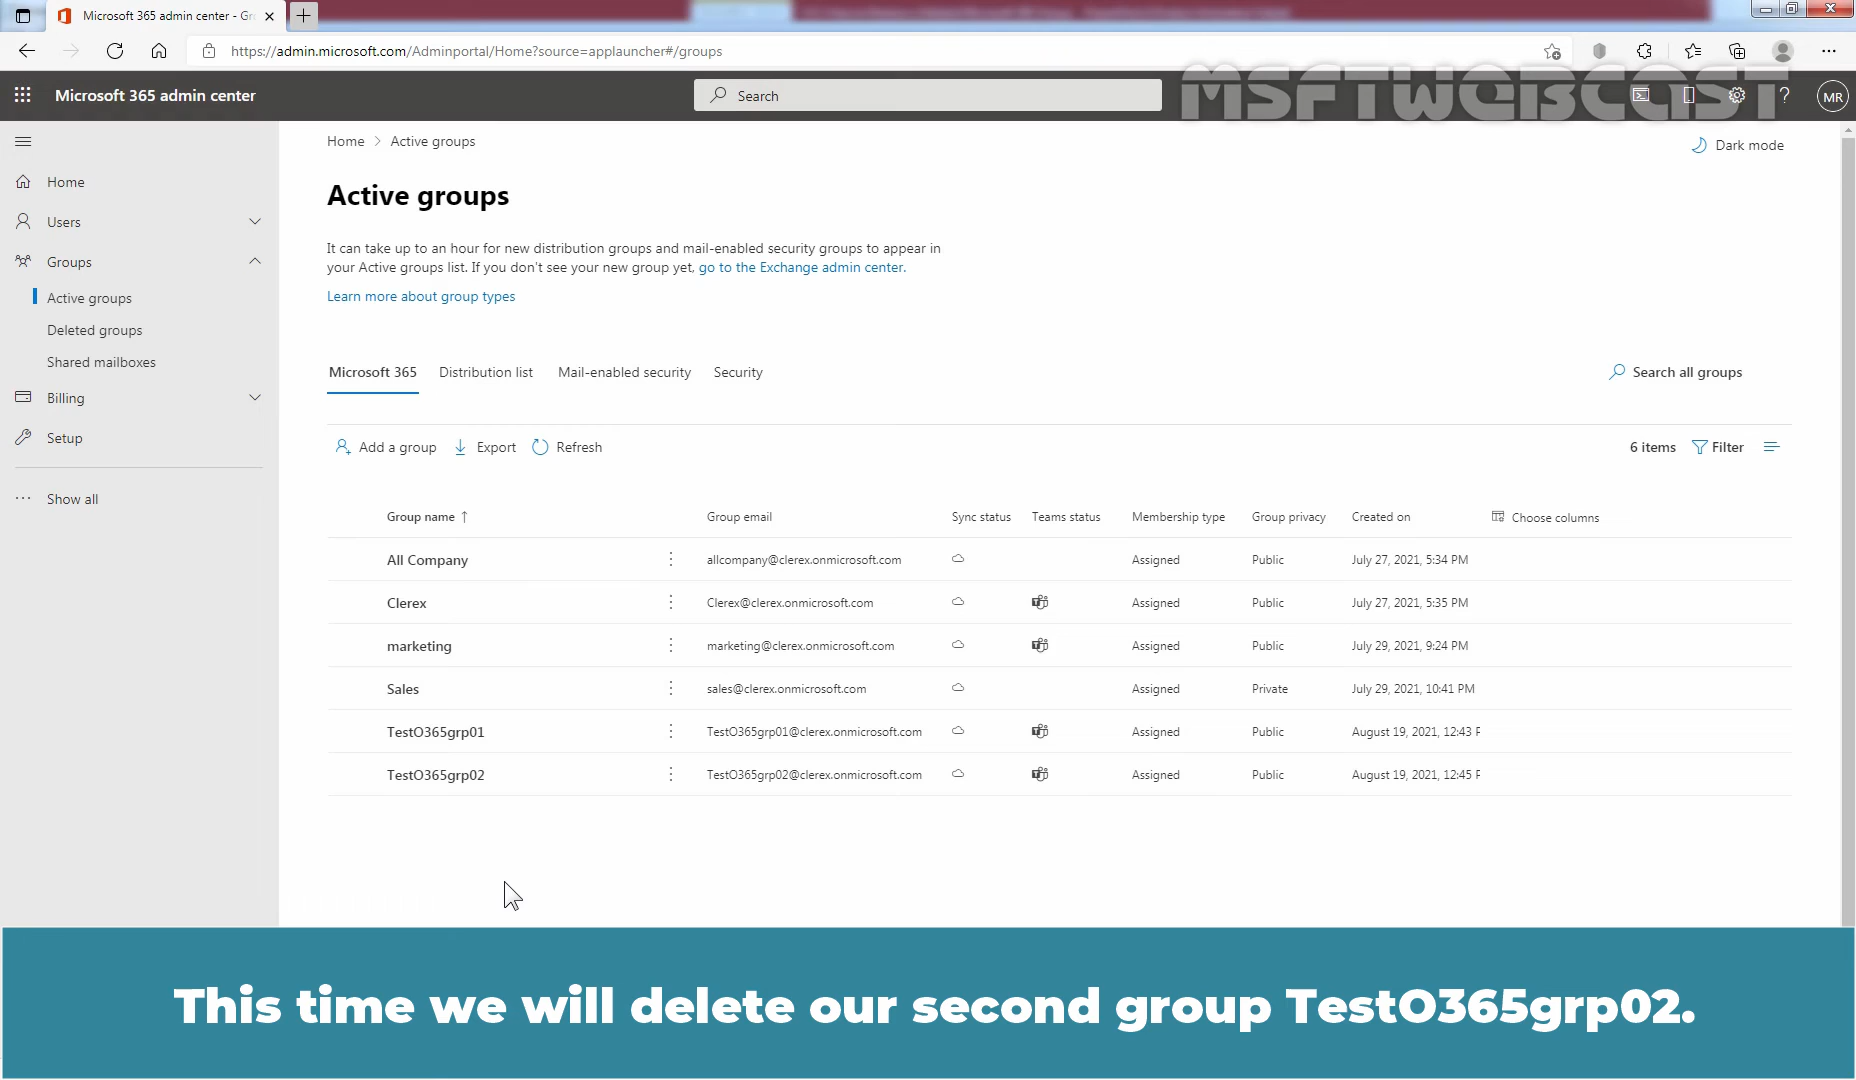 Microsoft 365 admin center - Gr
https://admin.microsoft.com/Adminportal/Home?source=applauncher#/groups
MSFTWEBCAST
Microsoft 365 admin center
Search
MR
Home > Active groups
Dark mode
Home
Users
Groups
Active groups
Deleted groups
Shared mailboxes
Billing
Setup
Show all
Active groups
It can take up to an hour for new distribution groups and mail-enabled security groups to appear in
your Active groups list. If you don't see your new group yet, go to the Exchange admin center.
Learn more about group types
Microsoft 365 Distribution list Mail-enabled security Security
Search all groups
Add a group Export Refresh
6 items Filter
Group name ↑ Group email Sync status Teams status Membership type Group privacy Created on Choose columns
All Company allcompany@clerex.onmicrosoft.com Assigned Public July 27, 2021, 5:34 PM
Clerex Clerex@clerex.onmicrosoft.com Assigned Public July 27, 2021, 5:35 PM
marketing marketing@clerex.onmicrosoft.com Assigned Public July 29, 2021, 9:24 PM
Sales sales@clerex.onmicrosoft.com Assigned Private July 29, 2021, 10:41 PM
TestO365grp01 TestO365grp01@clerex.onmicrosoft.com Assigned Public August 19, 2021, 12:43 P
TestO365grp02 TestO365grp02@clerex.onmicrosoft.com Assigned Public August 19, 2021, 12:45 P
This time we will delete our second group TestO365grp02.